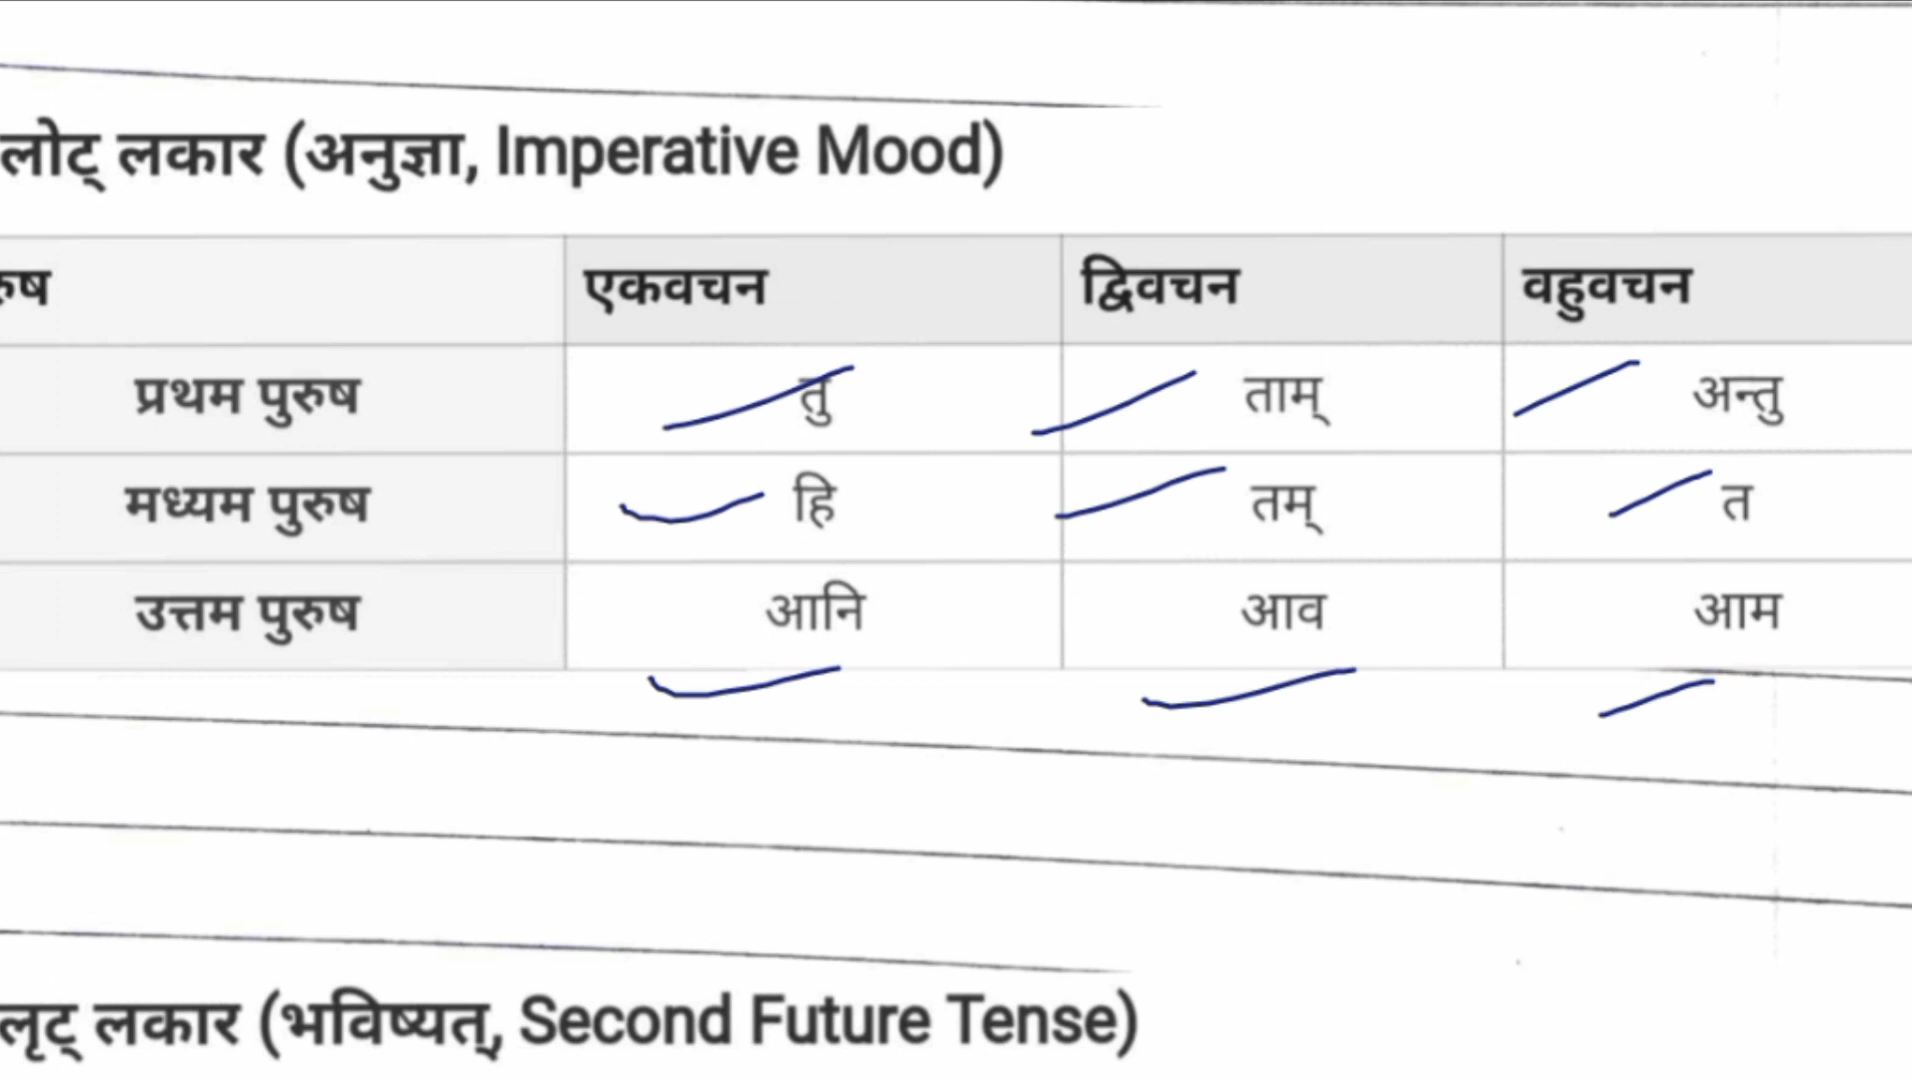 लोट् लकार (अनुज्ञा, Imperative Mood)
रुष एकवचन द्विवचन वहुवचन
प्रथम पुरुष तु ताम् अन्तु
मध्यम पुरुष हि तम् त
उत्तम पुरुष आनि आव आम
लृट् लकार (भविष्यत्, Second Future Tense)